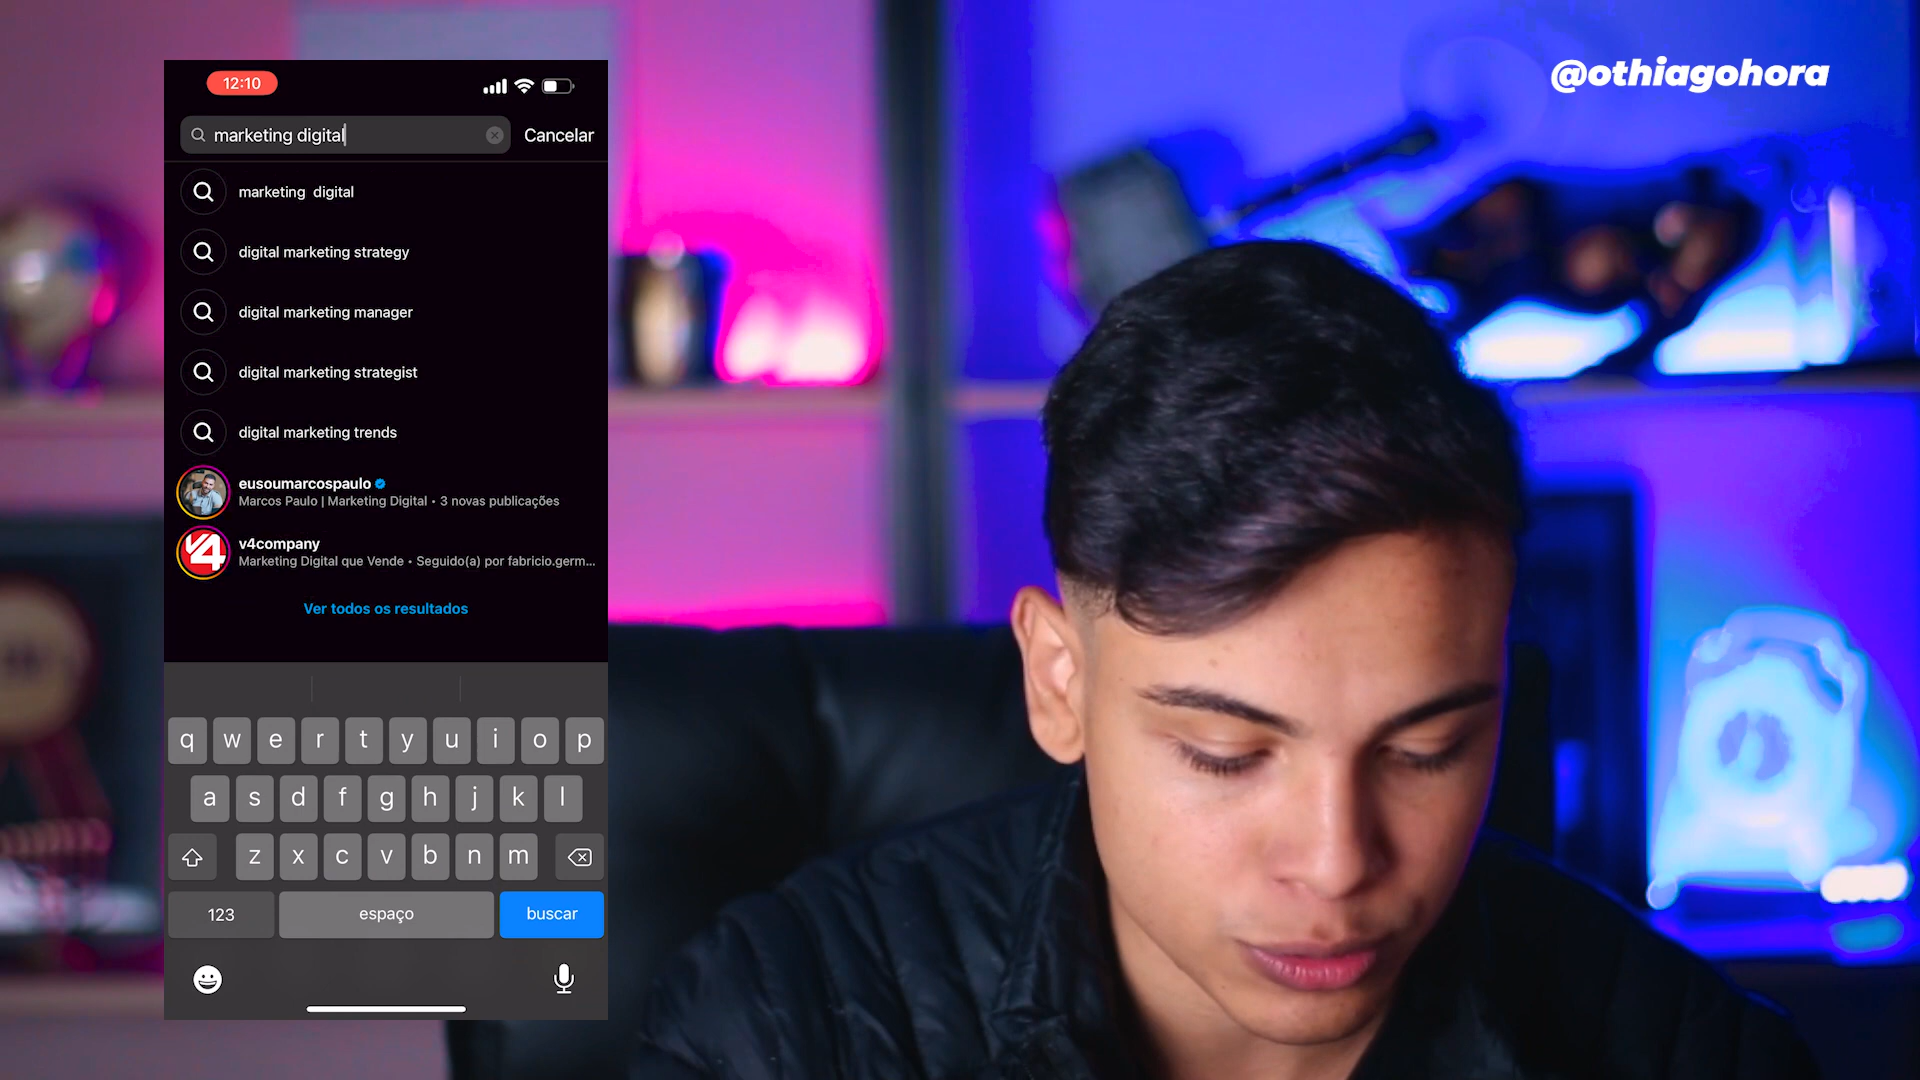 @othiagohora
12:10
marketing digital
Cancelar
marketing  digital
digital marketing strategy
digital marketing manager
digital marketing strategist
digital marketing trends
eusoumarcospaulo
Marcos Paulo | Marketing Digital • 3 novas publicações
V4
v4company
Marketing Digital que Vende • Seguido(a) por fabricio.germ...
Ver todos os resultados
q w e r t y u i o p
a s d f g h j k l
z x c v b n m
123 espaço buscar